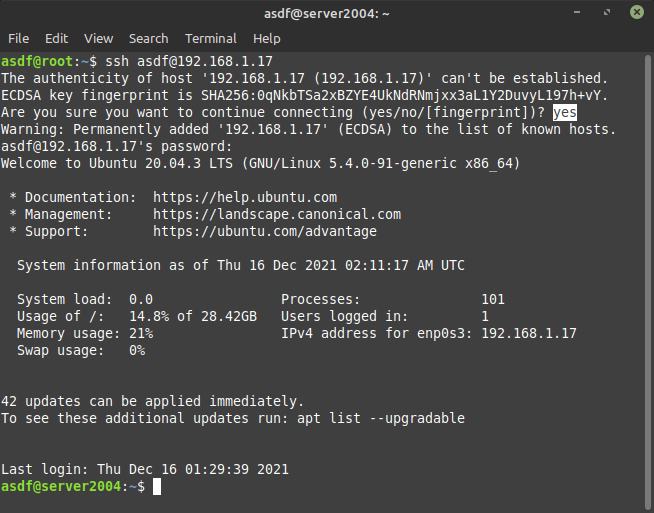 asdf@server2004: ~
File Edit View Search Terminal Help
asdf@root:~$ ssh asdf@192.168.1.17
The authenticity of host '192.168.1.17 (192.168.1.17)' can't be established.
ECDSA key fingerprint is SHA256:0qNkbTSa2xBZYE4UkNdRNmjxx3aL1Y2DuvyL197h+vY.
Are you sure you want to continue connecting (yes/no/[fingerprint])? yes
Warning: Permanently added '192.168.1.17' (ECDSA) to the list of known hosts.
asdf@192.168.1.17's password:
Welcome to Ubuntu 20.04.3 LTS (GNU/Linux 5.4.0-91-generic x86_64)
* Documentation:  https://help.ubuntu.com
* Management:     https://landscape.canonical.com
* Support:        https://ubuntu.com/advantage
System information as of Thu 16 Dec 2021 02:11:17 AM UTC
System load:  0.0                Processes:               101
Usage of /:   14.8% of 28.42GB   Users logged in:         1
Memory usage: 21%                IPv4 address for enp0s3: 192.168.1.17
Swap usage:   0%
42 updates can be applied immediately.
To see these additional updates run: apt list --upgradable
Last login: Thu Dec 16 01:29:39 2021
asdf@server2004:~$